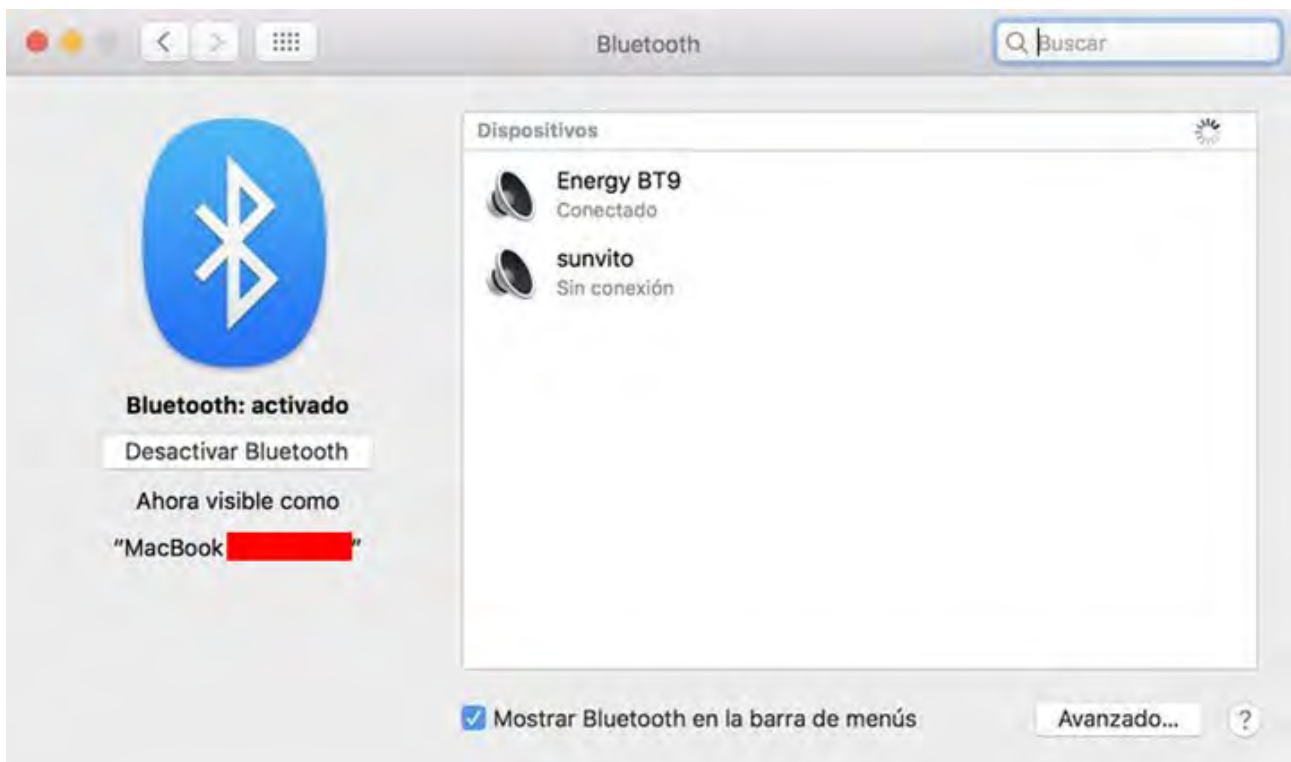 Bluetooth
Buscar
Dispositivos
Energy BT9
Conectado
sunvito
Sin conexión
Bluetooth: activado
Desactivar Bluetooth
Ahora visible como
"MacBook "
Mostrar Bluetooth en la barra de menús
Avanzado...
?